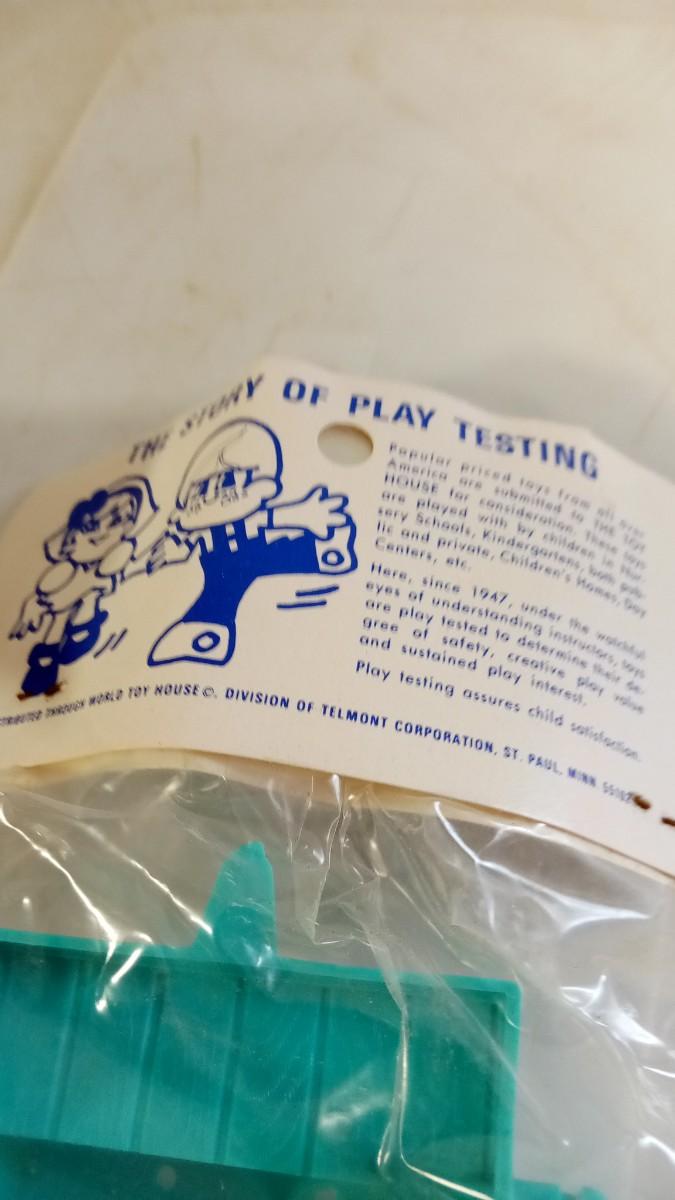 THE STORY OF PLAY TESTING
Popular priced toys from all over
America are submitted to THE TOY
HOUSE for consideration. These toys
are played with by children in Nur-
sery Schools, Kindergartens, both pub-
lic and private, Children's Homes, Day
Centers, etc.
Here, since 1947, under the watchful
eyes of understanding instructors, toys
are play tested to determine their de-
gree of safety, creative play value
and sustained play interest.
Play testing assures child satisfaction.
THROUGH WORLD TOY HOUSE©. DIVISION OF TELMONT CORPORATION, ST. PAUL, MINN.